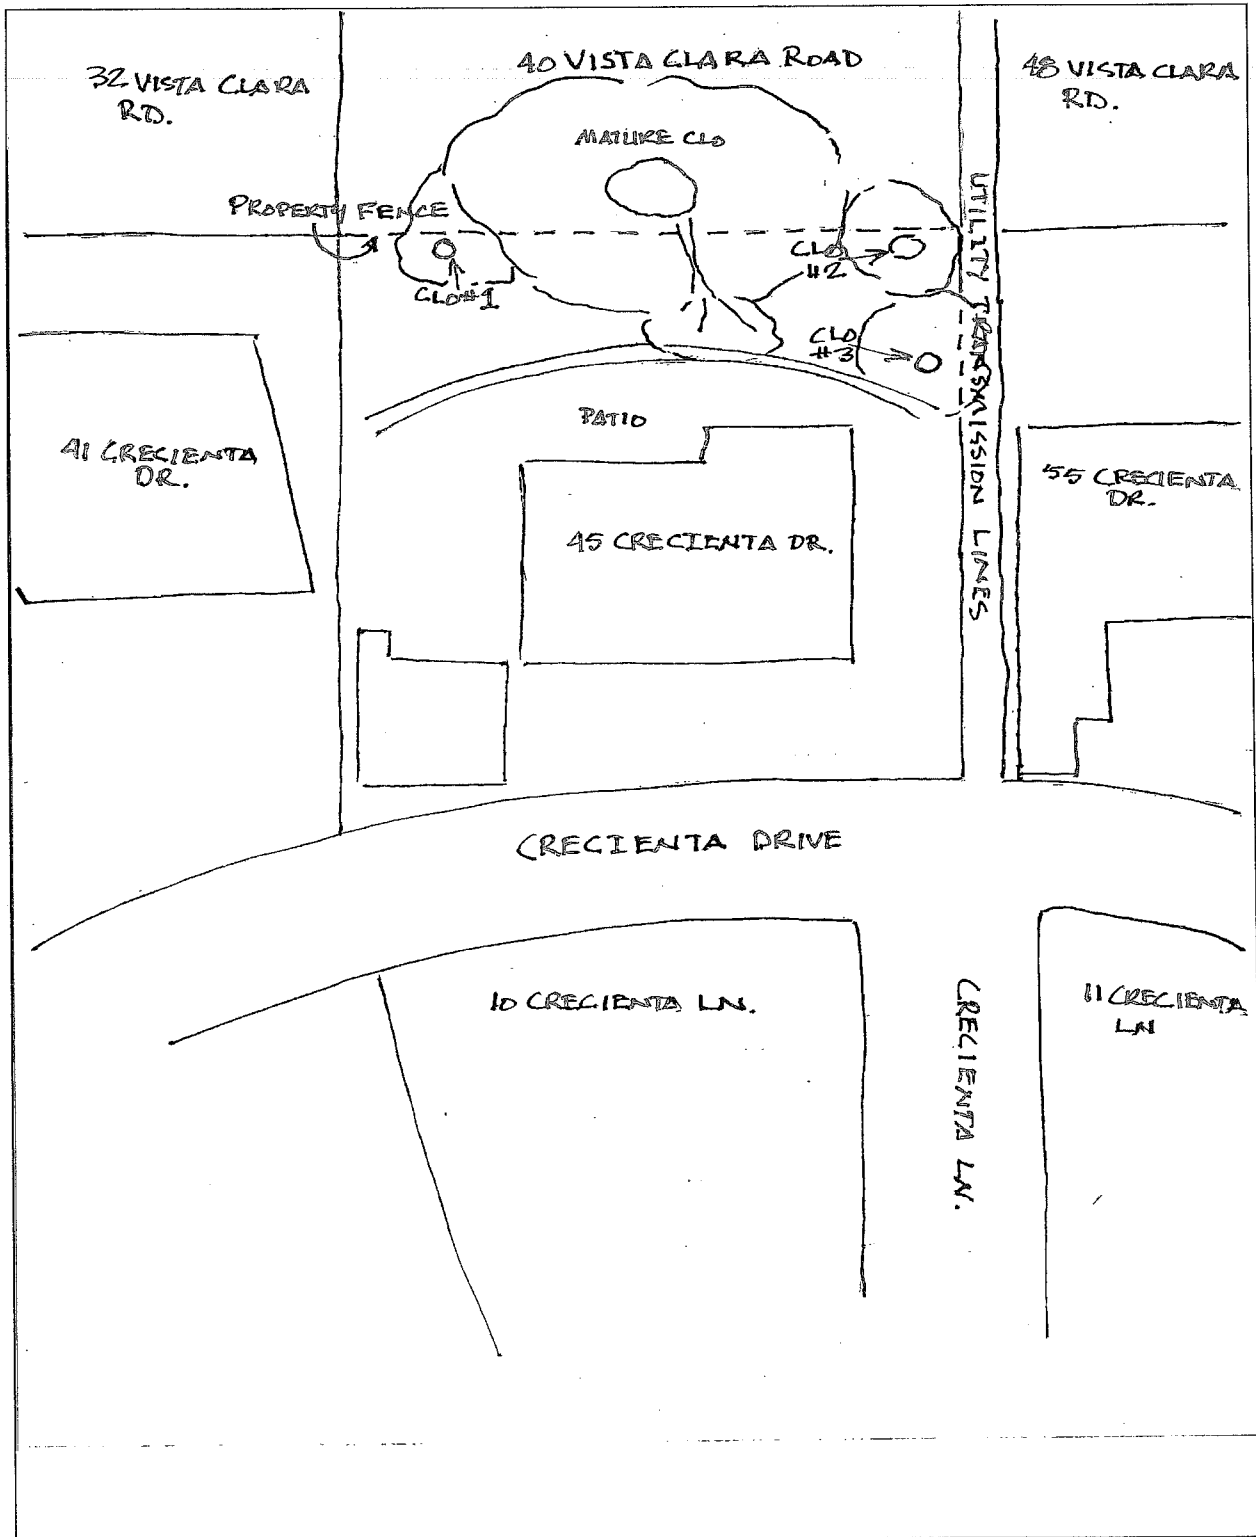 40 VISTA CLARA ROAD
32 VISTA CLARA
RD.
48 VISTA CLARA
RD.
MATURE CLO
PROPERTY FENCE
CLO
#2
CLO#1
CLO
#3
UTILITY TRANSMISSION LINES
PATIO
41 CRECIENTA
DR.
45 CRECIENTA DR.
55 CRECIENTA
DR.
CRECIENTA DRIVE
10 CRECIENTA LN.
CRECIENTA LN.
11 CRECIENTA
LN